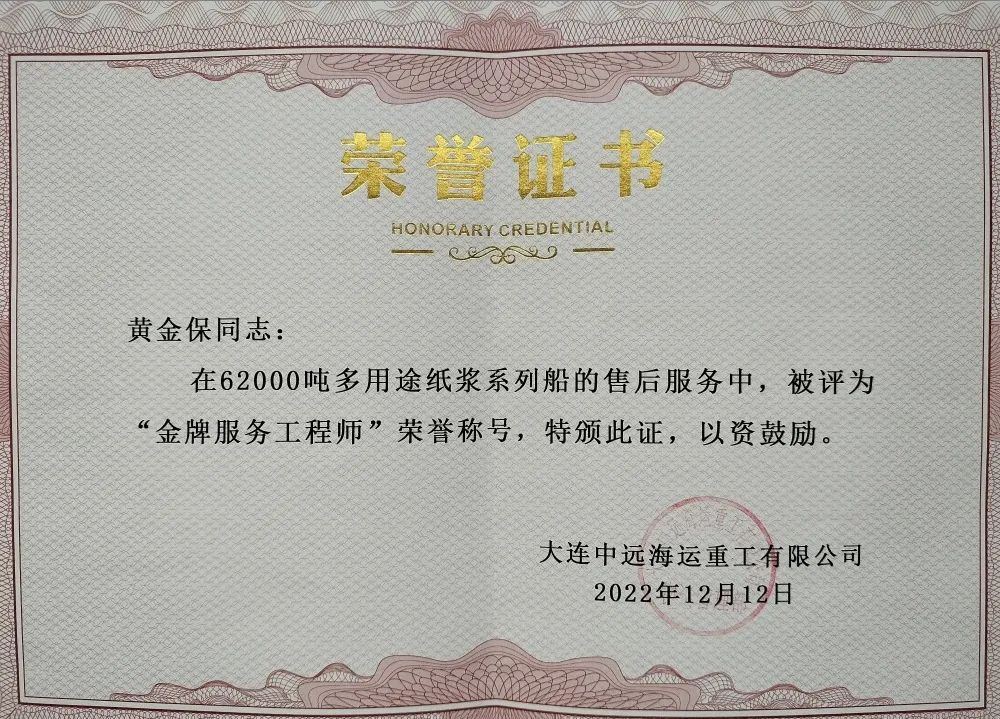 荣誉证书
HONORARY CREDENTIAL
黄金保同志：
在62000吨多用途纸浆系列船的售后服务中，被评为
“金牌服务工程师”荣誉称号，特颁此证，以资鼓励。
大连中远海运重工有限公司
2022年12月12日